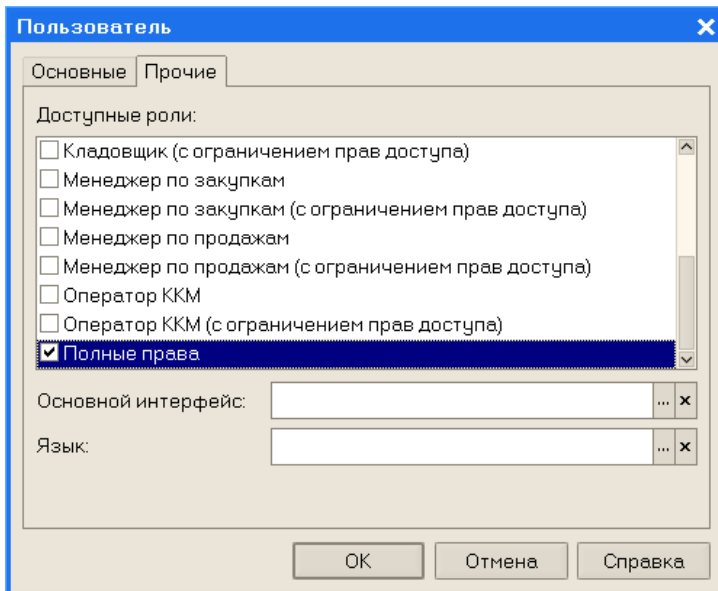 Пользователь
Основные Прочие
Доступные роли:
Кладовщик (с ограничением прав доступа)
Менеджер по закупкам
Менеджер по закупкам (с ограничением прав доступа)
Менеджер по продажам
Менеджер по продажам (с ограничением прав доступа)
Оператор ККМ
Оператор ККМ (с ограничением прав доступа)
Полные права
Основной интерфейс: ...
Язык: ...
ОК Отмена Справка